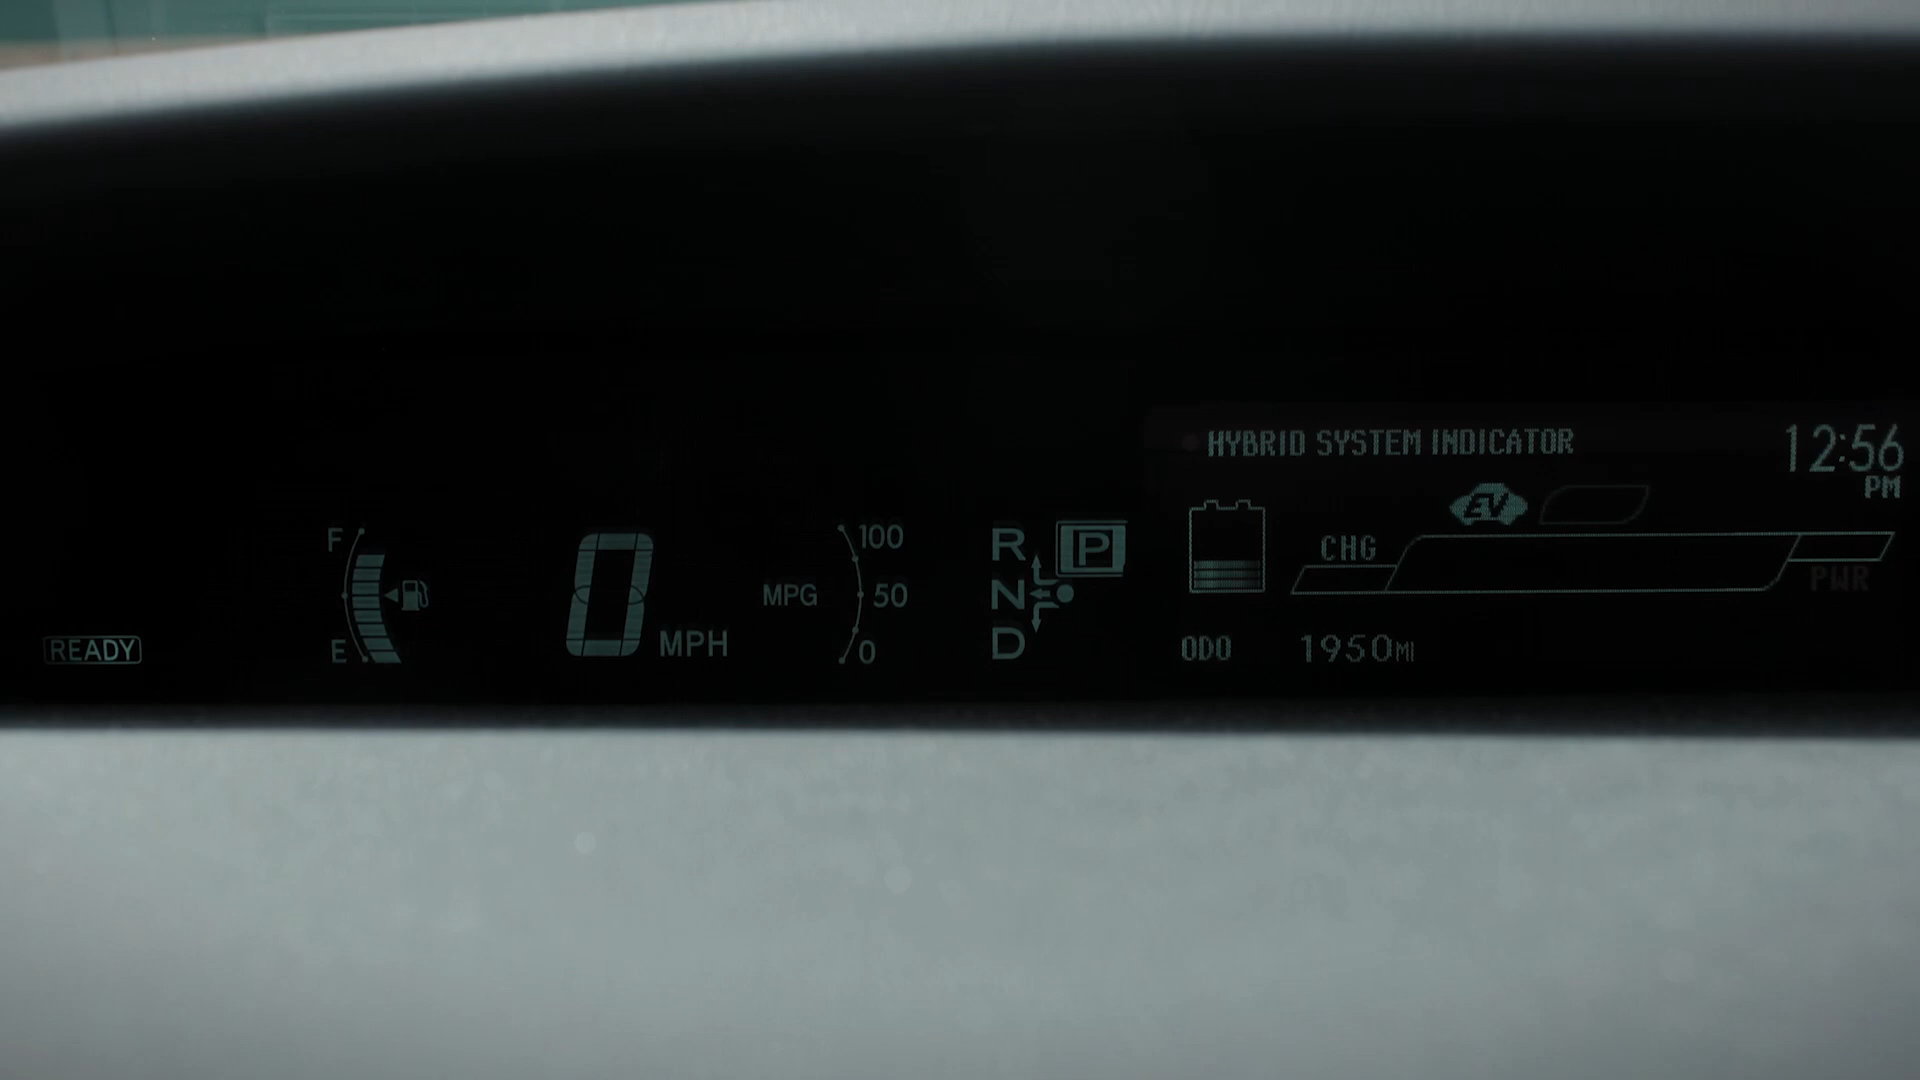 HYBRID SYSTEM INDICATOR
12:56
PM
EV
CHG
PWR
F
E
0 MPH
MPG
100
50
0
R
P
N
D
READY
ODO 1950MI